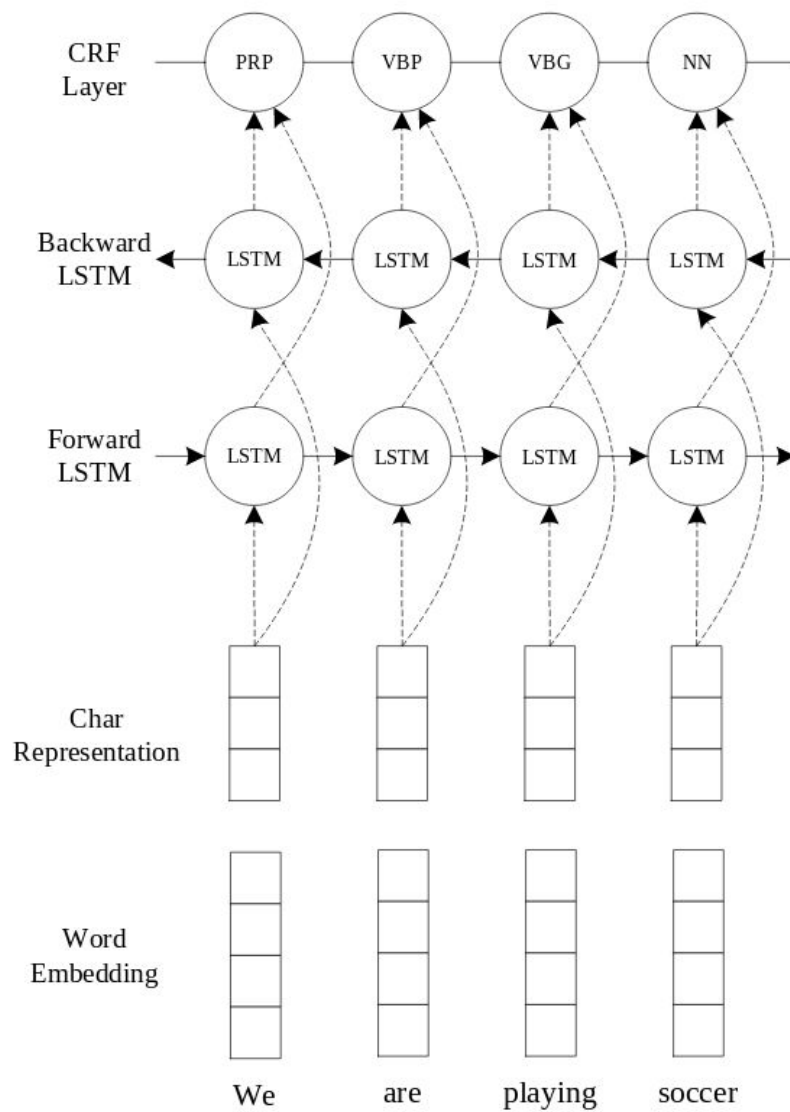 CRF
Layer
PRP VBP VBG NN
Backward
LSTM
LSTM LSTM LSTM LSTM
Forward
LSTM
LSTM LSTM LSTM LSTM
Char
Representation
Word
Embedding
We are playing soccer